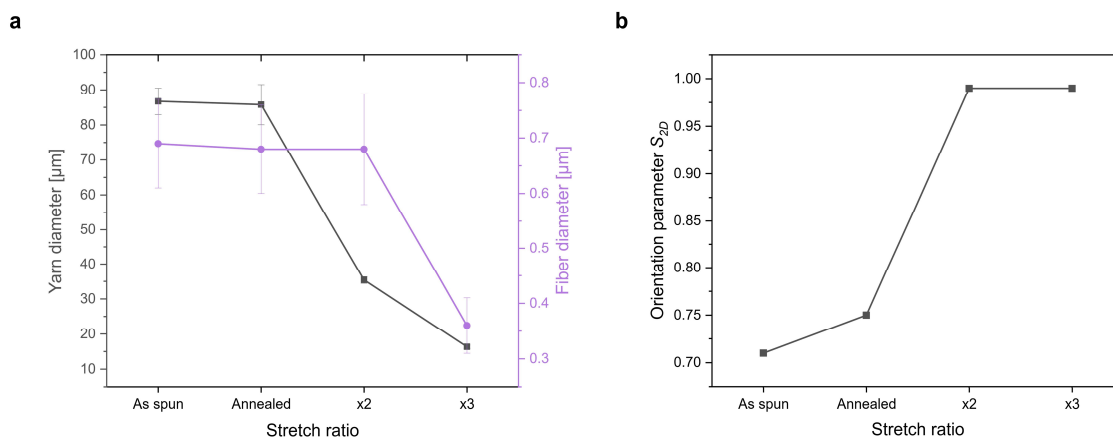 a
100
90
80
70
60
50
40
30
20
10
Yarn diameter [µm]
0.8
0.7
0.6
0.5
0.4
0.3
Fiber diameter [µm]
As spun
Annealed
x2
x3
Stretch ratio
b
1.00
0.95
0.90
0.85
0.80
0.75
0.70
Orientation parameter S2D
As spun
Annealed
x2
x3
Stretch ratio